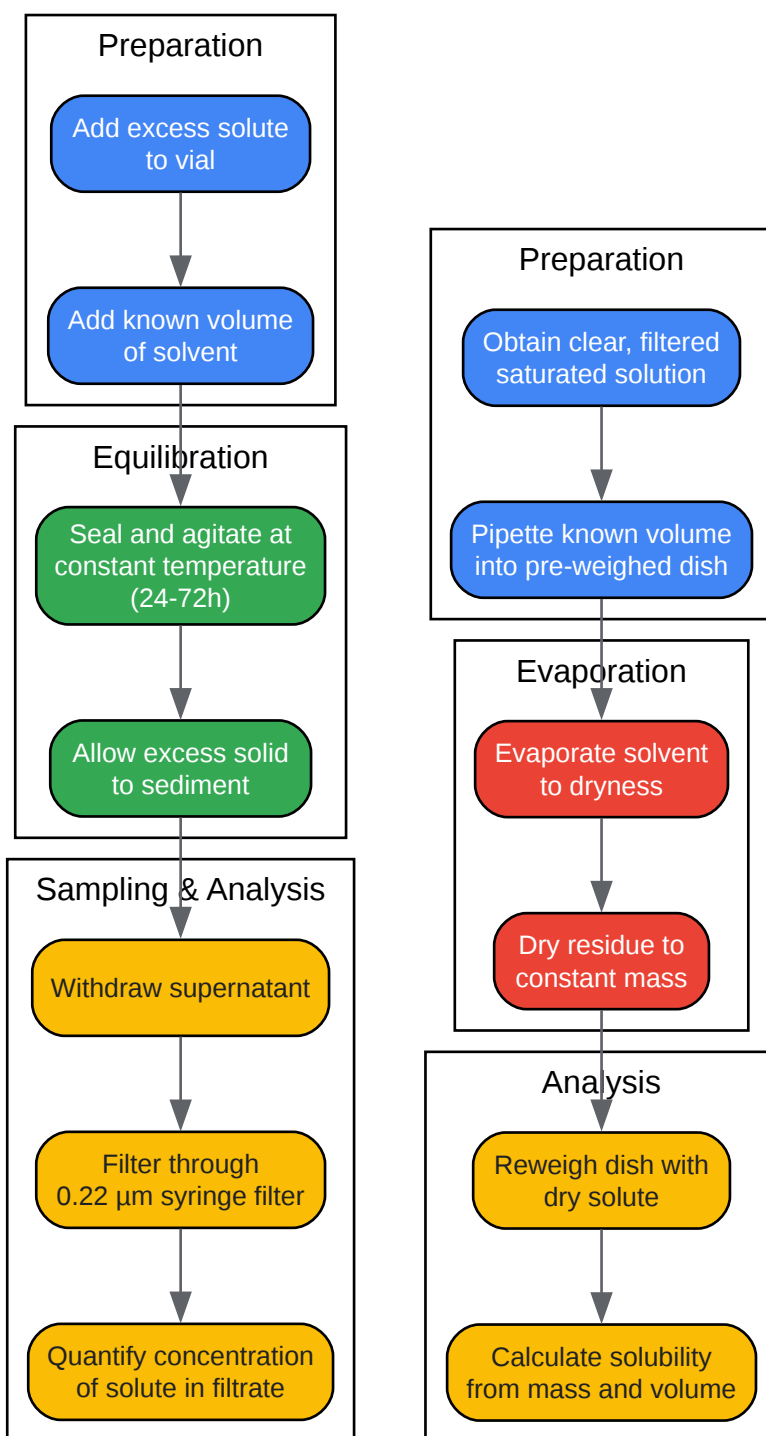 Preparation
Add excess solute
to vial
Add known volume
of solvent
Equilibration
Seal and agitate at
constant temperature
(24-72h)
Allow excess solid
to sediment
Sampling & Analysis
Withdraw supernatant
Filter through
0.22 µm syringe filter
Quantify concentration
of solute in filtrate
Preparation
Obtain clear, filtered
saturated solution
Pipette known volume
into pre-weighed dish
Evaporation
Evaporate solvent
to dryness
Dry residue to
constant mass
Analysis
Reweigh dish with
dry solute
Calculate solubility
from mass and volume